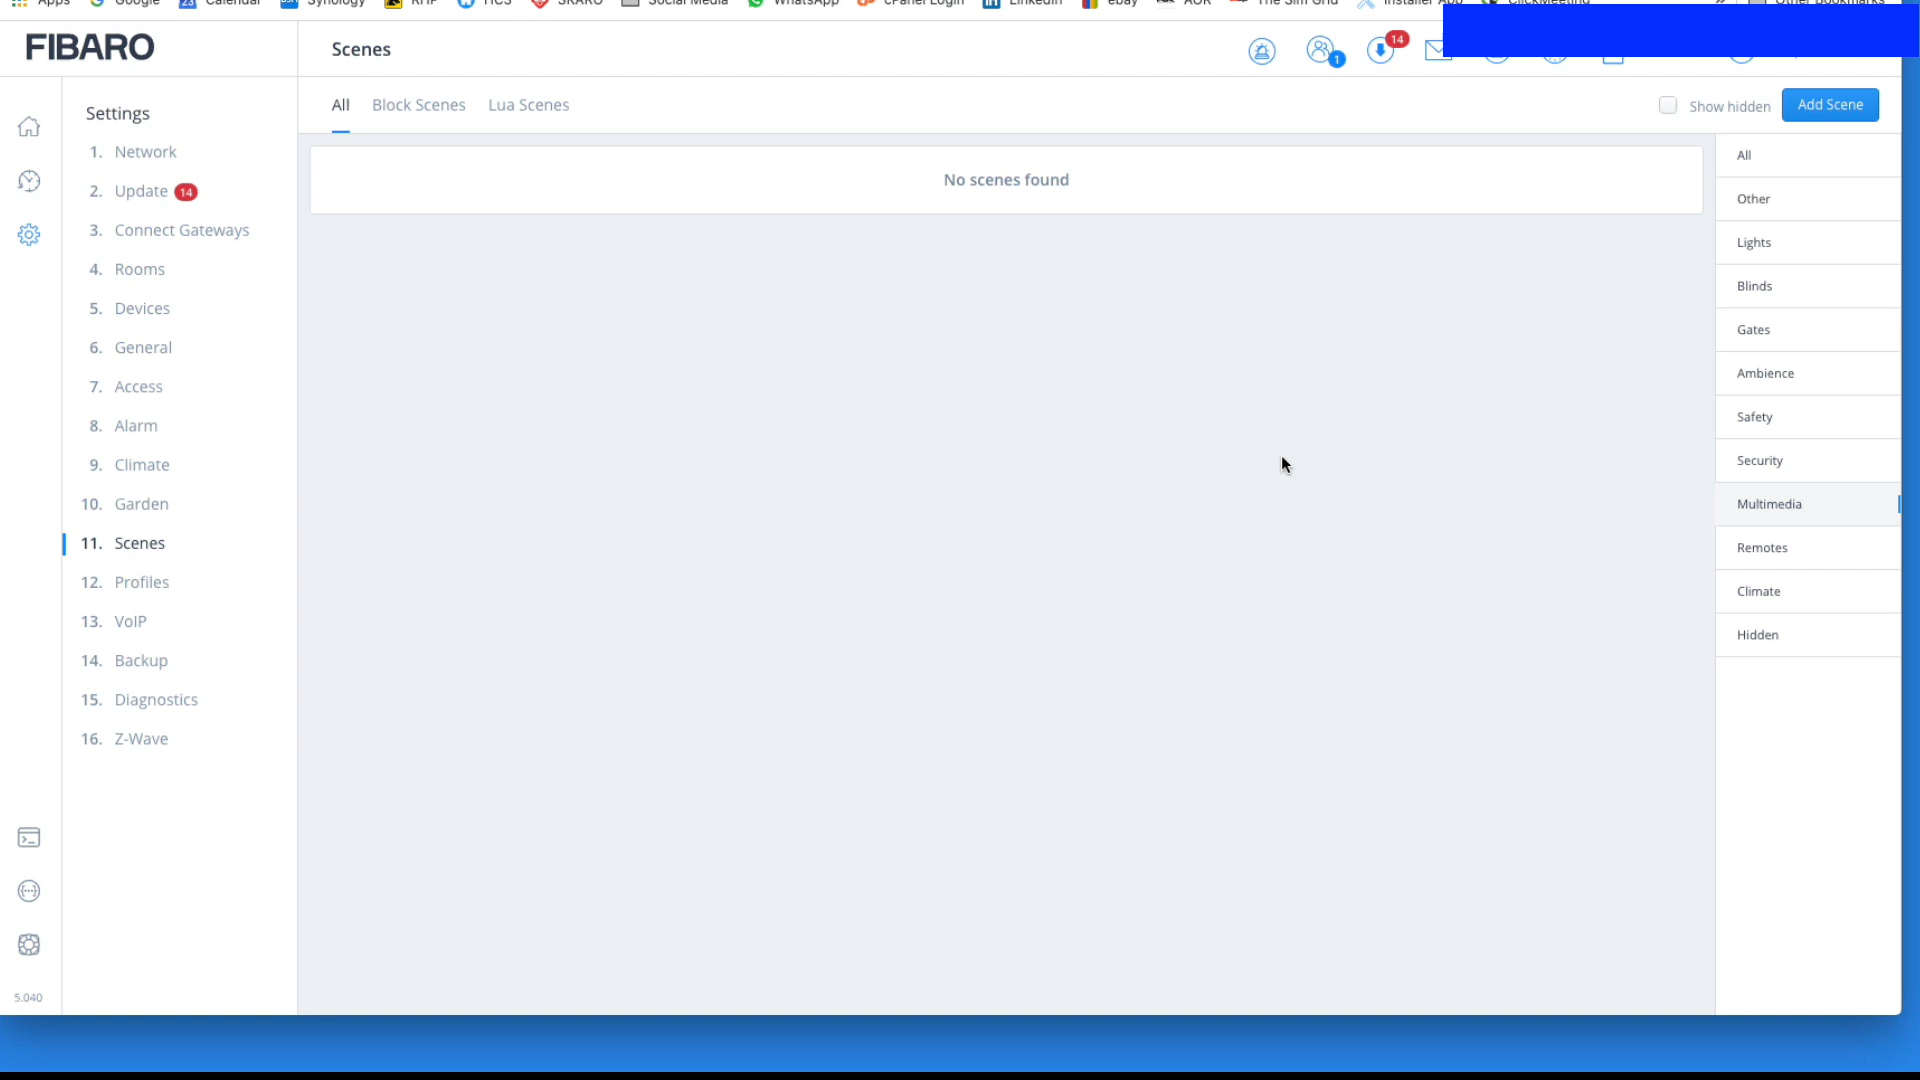 Apps Google Calendar Synology RHP HC3 SKARO Social Media WhatsApp cPanel Login LinkedIn ebay AOR The Sim Grid Installer App ClickMeeting » Other Bookmarks
FIBARO
Scenes
1
14
Settings
1. Network
2. Update 14
3. Connect Gateways
4. Rooms
5. Devices
6. General
7. Access
8. Alarm
9. Climate
10. Garden
11. Scenes
12. Profiles
13. VoIP
14. Backup
15. Diagnostics
16. Z-Wave
5.040
All Block Scenes Lua Scenes
Show hidden Add Scene
No scenes found
All
Other
Lights
Blinds
Gates
Ambience
Safety
Security
Multimedia
Remotes
Climate
Hidden